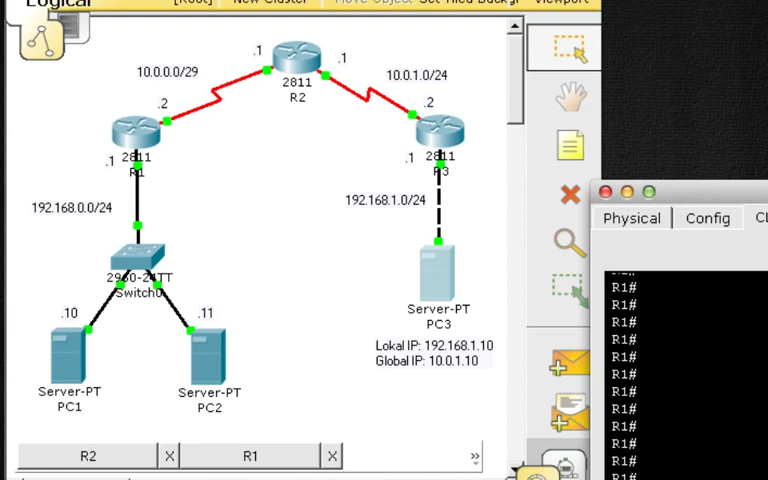 Logical
[Root]
New Cluster
Move Object
Set Tiled Backgr
Viewport
.1
.1
10.0.0.0/29
10.0.1.0/24
2811
R2
.2
.2
.1
2811
R1
.1
2811
R3
192.168.0.0/24
192.168.1.0/24
Physical
Config
CL
2950-24TT
Switch0
.10
.11
Server-PT
PC3
Lokal IP: 192.168.1.10
Global IP: 10.0.1.10
Server-PT
PC1
Server-PT
PC2
R2
X
R1
X
R1#
R1#
R1#
R1#
R1#
R1#
R1#
R1#
R1#
R1#
R1#